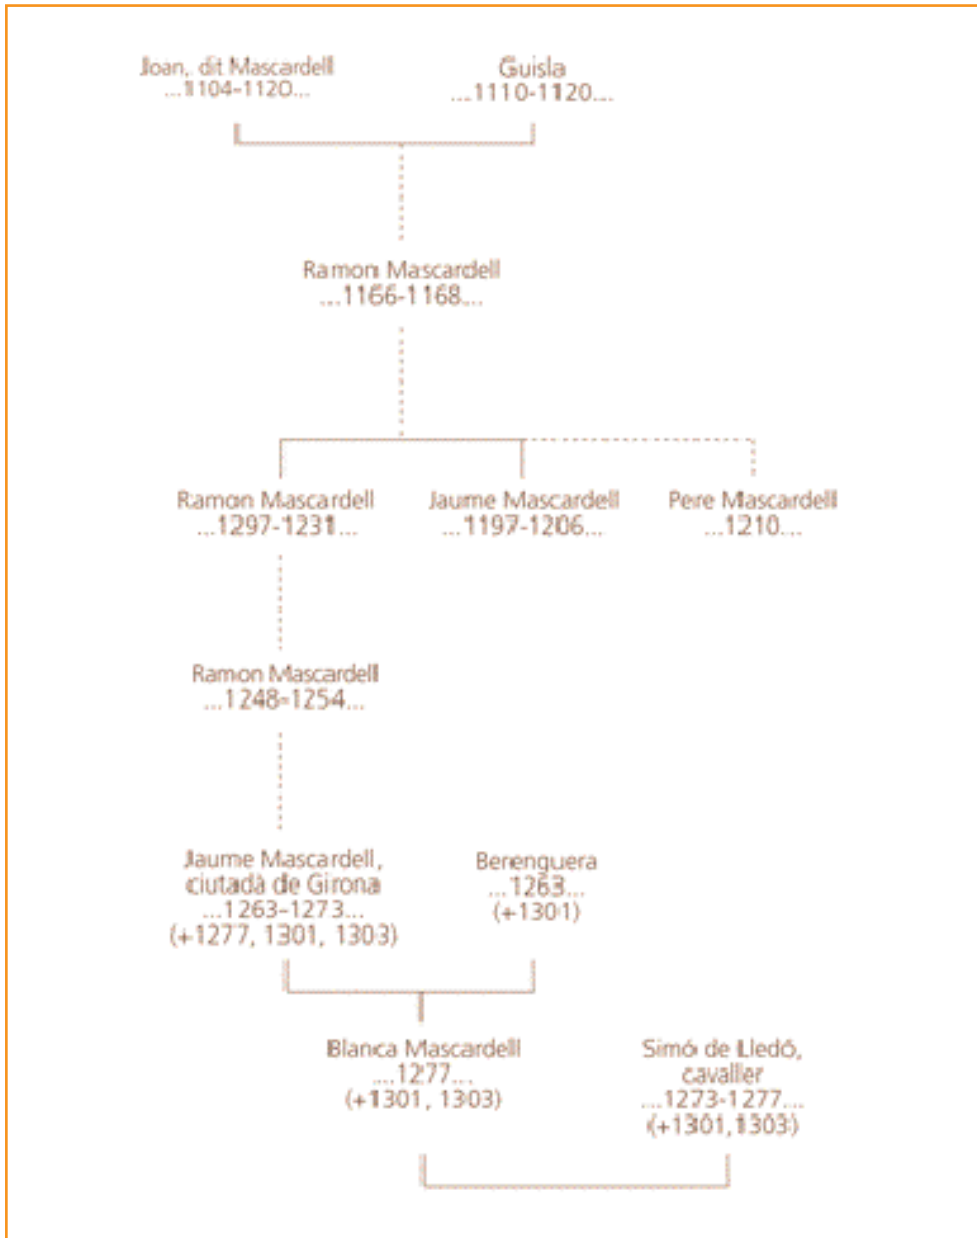 Joan, dit Mascardell
...1104-1120...
Guisla
...1110-1120...
Ramon Mascardell
...1166-1168...
Ramon Mascardell
...1297-1231...
Jaume Mascardell
...1197-1206...
Pere Mascardell
...1210...
Ramon Mascardell
...1248-1254...
Jaume Mascardell,
ciutadà de Girona
...1263-1273...
(+1277, 1301, 1303)
Berenguera
...1263...
(+1301)
Blanca Mascardell
...1277...
(+1301, 1303)
Simó de Lledó,
cavaller
...1273-1277...
(+1301,1303)